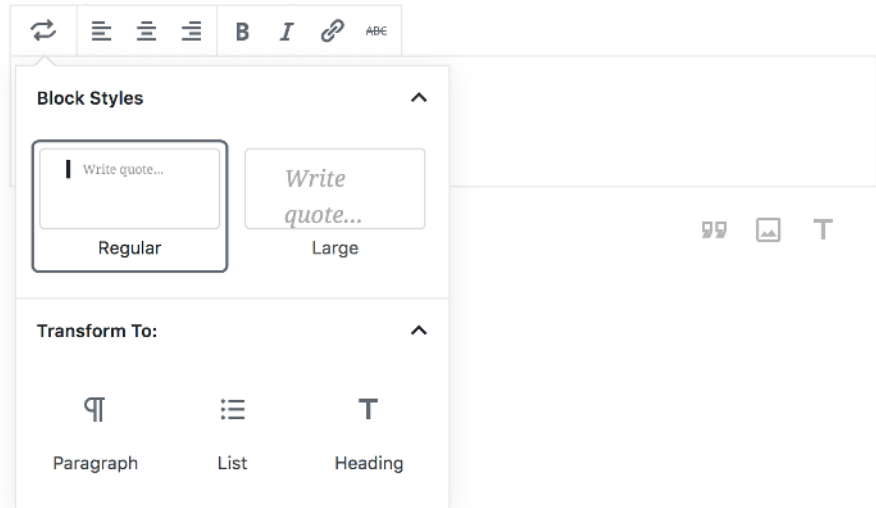 B I ABC
Block Styles
Write quote...
Write
quote...
Regular
Large
Transform To:
¶
T
T
Paragraph
List
Heading